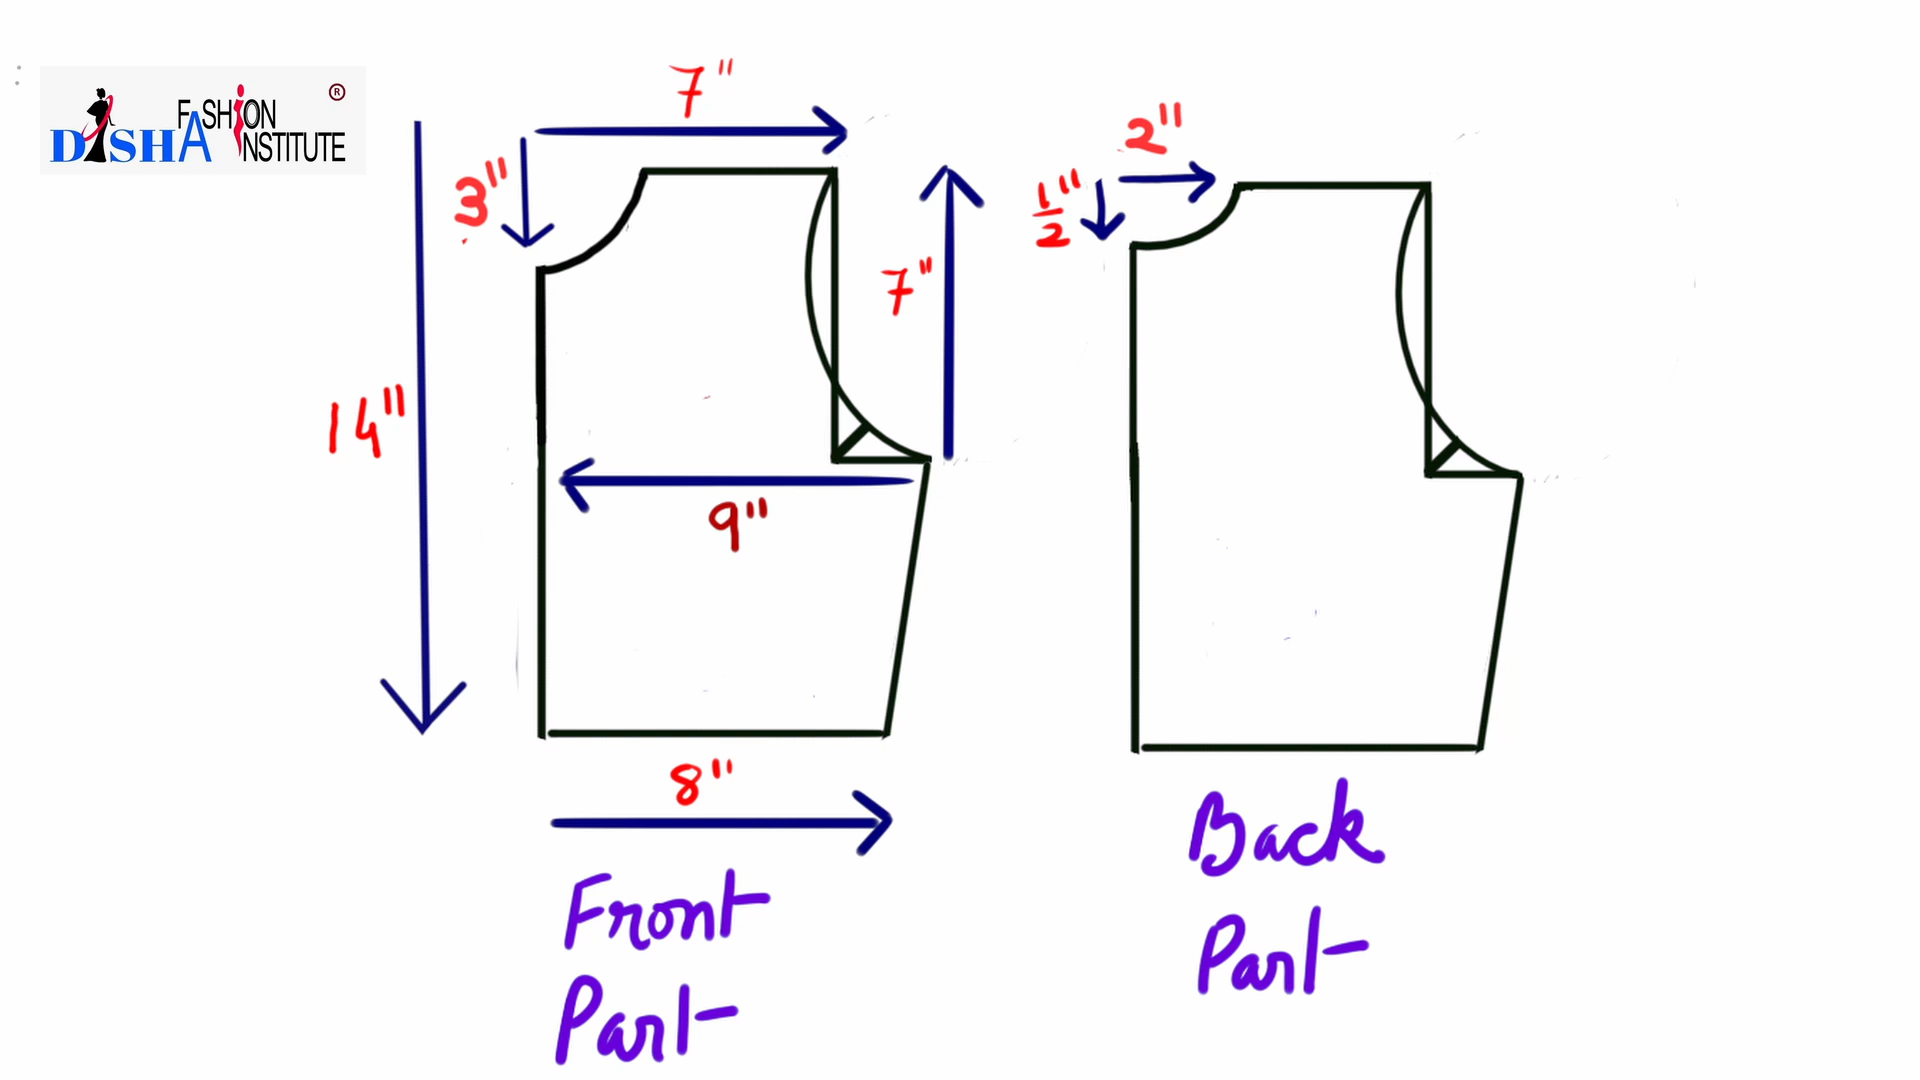 FASHION
DISHA INSTITUTE ®
7"
3"
14"
7"
9"
8"
Front
Part
2"
1/2"
Back
Part